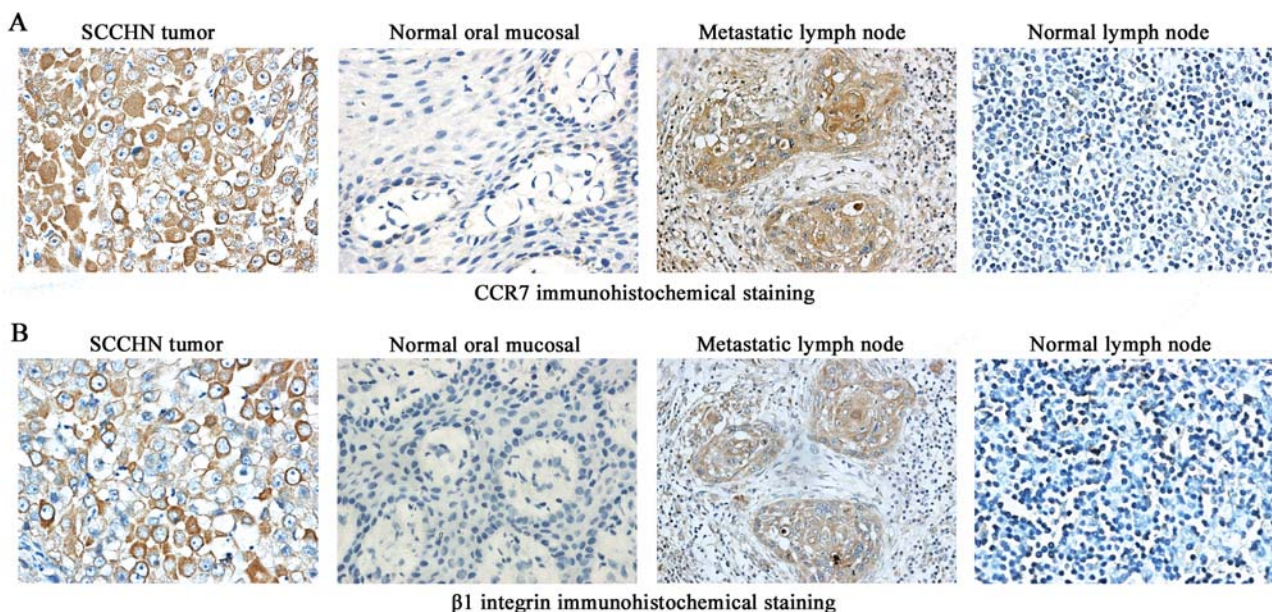 A
SCCHN tumor
Normal oral mucosal
Metastatic lymph node
Normal lymph node
CCR7 immunohistochemical staining
B
SCCHN tumor
Normal oral mucosal
Metastatic lymph node
Normal lymph node
β1 integrin immunohistochemical staining